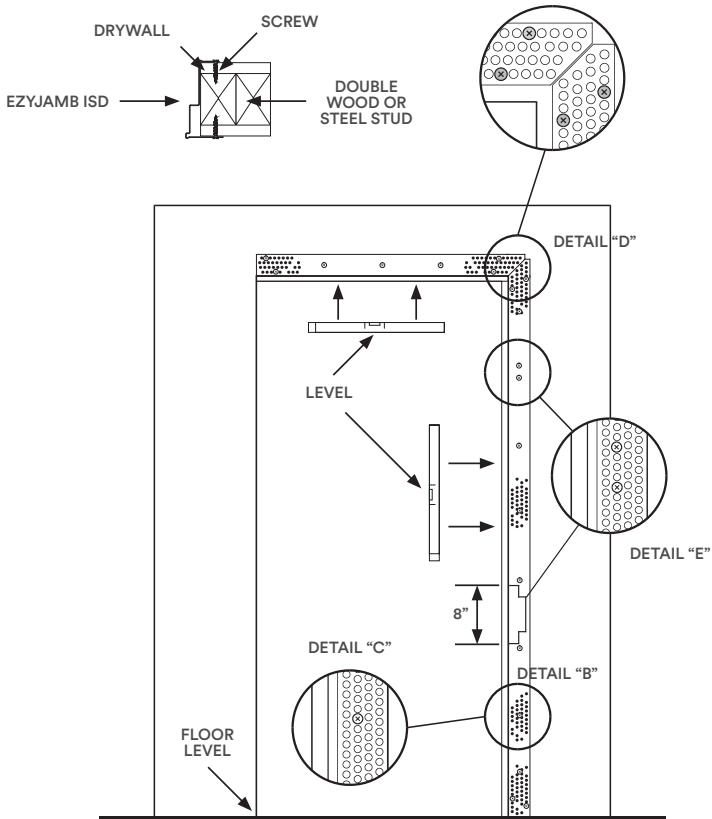 DRYWALL
SCREW
EZYJAMB ISD
DOUBLE
WOOD OR
STEEL STUD
DETAIL “D”
LEVEL
DETAIL “E”
8”
DETAIL “C”
DETAIL “B”
FLOOR
LEVEL